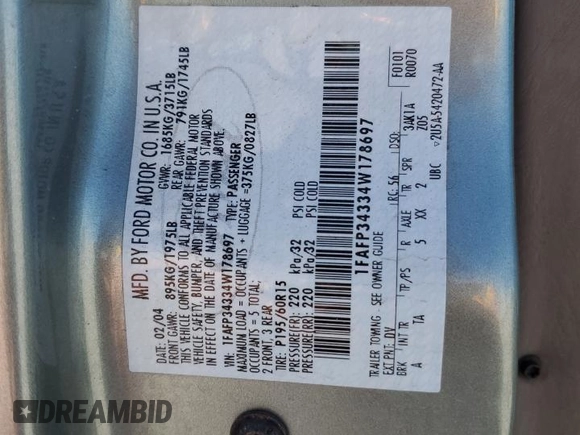 MFD. BY FORD MOTOR CO. IN U.S.A.
DATE: 02/04 GVWR: 1685KG/3715LB
FRONT GAWR: 895KG/1975LB REAR GAWR: 791KG/1745LB
THIS VEHICLE CONFORMS TO ALL APPLICABLE FEDERAL MOTOR
VEHICLE SAFETY, BUMPER, AND THEFT PREVENTION STANDARDS
IN EFFECT ON THE DATE OF MANUFACTURE SHOWN ABOVE.
VIN: 1FAFP34334W178697 TYPE: PASSENGER
MAXIMUM LOAD = OCCUPANTS + LUGGAGE =375KG/0827LB
OCCUPANTS = 5 TOTAL:
2 FRONT, 3 REAR
TIRE: P195/60R15
PRESSURE(FR): 220 kPa/32 PSI COLD
PRESSURE(RR): 220 kPa/32 PSI COLD
1FAFP34334W178697
TRAILER TOWING - SEE OWNER GUIDE
EXT PNT: DV RC: 56 DSO: F0101
R0070
BRK INT TR TP/PS R AXLE TR SPR 3AK1A
A TA 5 XX 2 Z05
UBC 2U5A-5420472-AA
DREAMBID